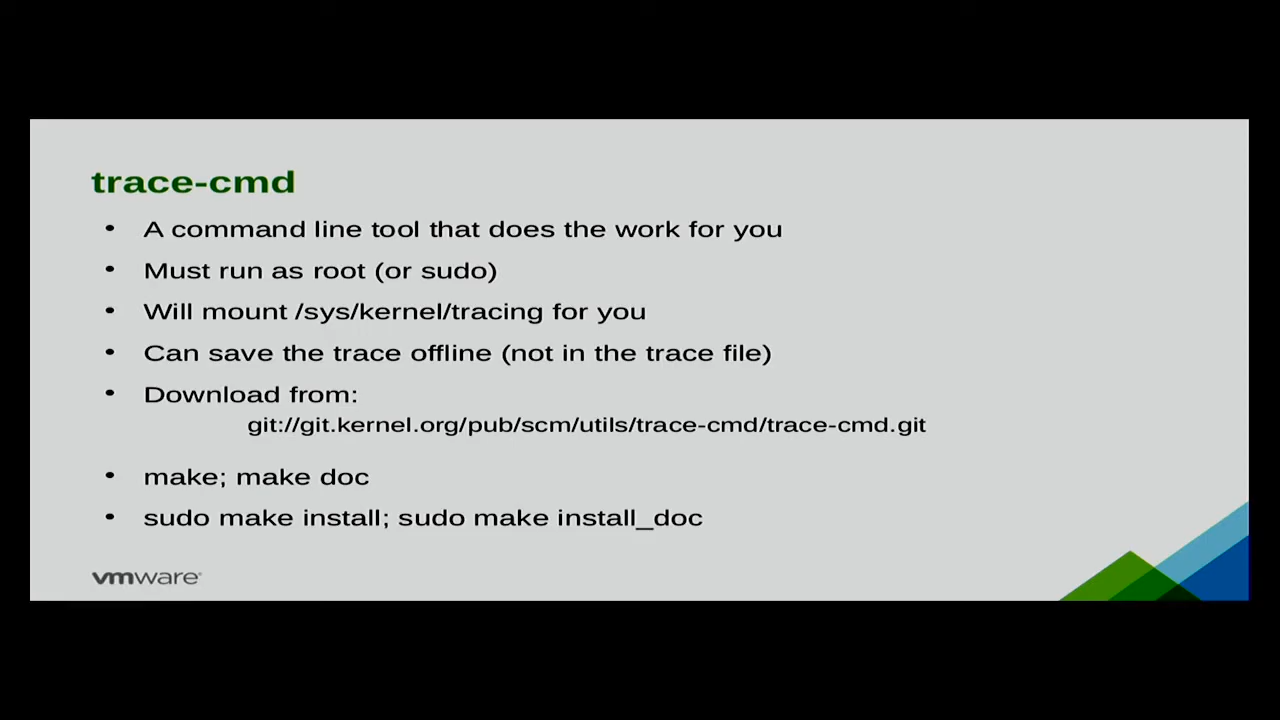 trace-cmd
• A command line tool that does the work for you
• Must run as root (or sudo)
• Will mount /sys/kernel/tracing for you
• Can save the trace offline (not in the trace file)
• Download from:
git://git.kernel.org/pub/scm/utils/trace-cmd/trace-cmd.git
• make; make doc
• sudo make install; sudo make install_doc
vmware®